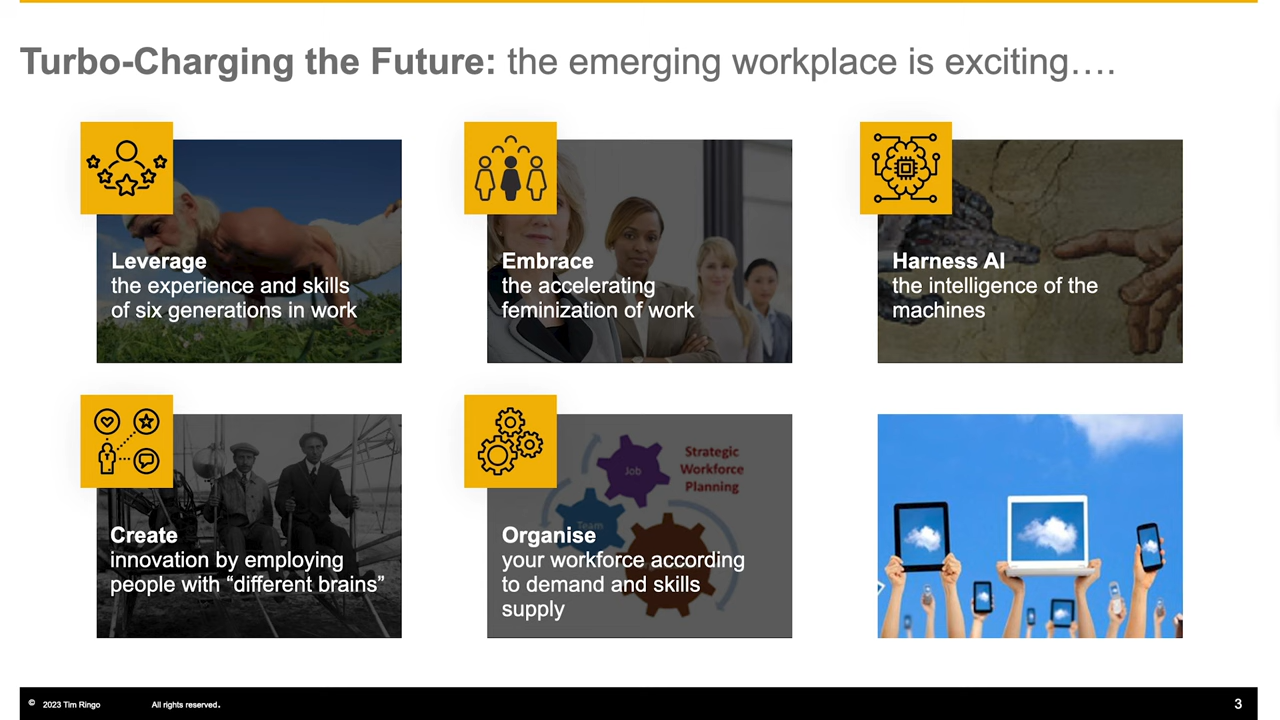 Turbo-Charging the Future: the emerging workplace is exciting….
Leverage
the experience and skills
of six generations in work
Embrace
the accelerating
feminization of work
Harness AI
the intelligence of the
machines
Create
innovation by employing
people with “different brains”
Job
Team
Strategic
Workforce
Planning
Organise
your workforce according
to demand and skills
supply
© 2023 Tim Ringo All rights reserved.
3